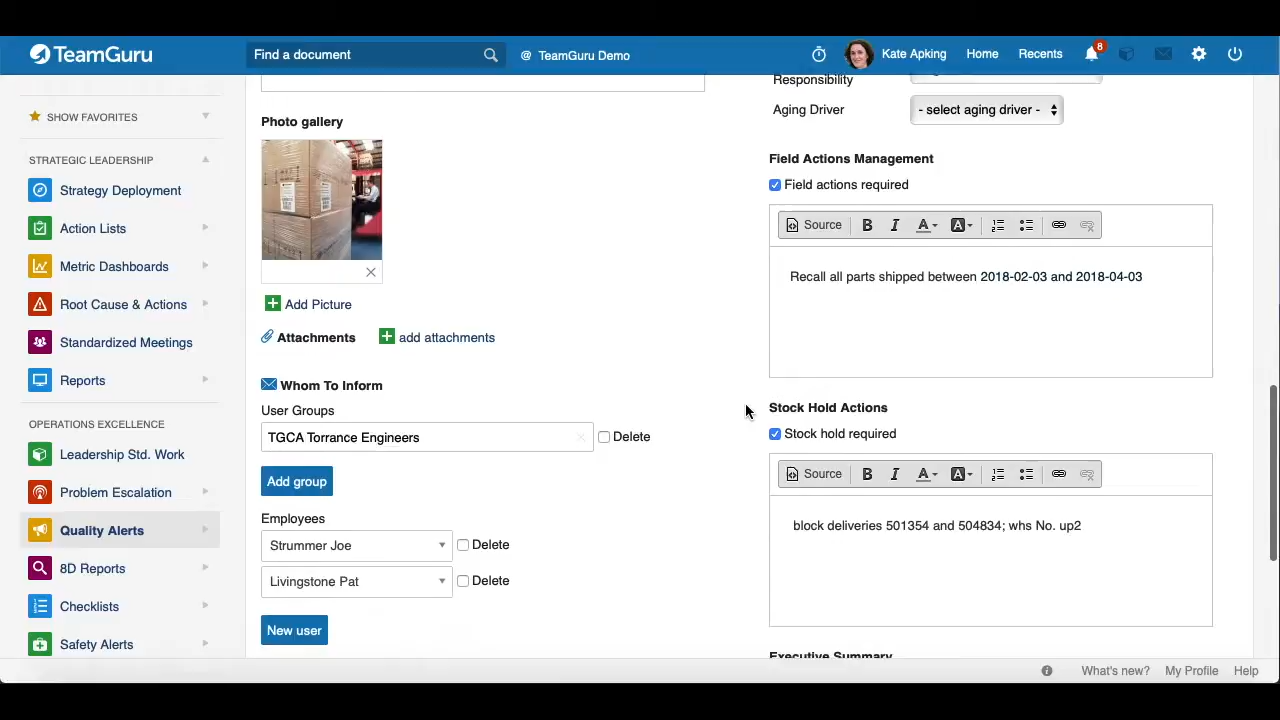 TeamGuru
Find a document
@ TeamGuru Demo
Kate Apking
Home
Recents
8
SHOW FAVORITES
STRATEGIC LEADERSHIP
Strategy Deployment
Action Lists
Metric Dashboards
Root Cause & Actions
Standardized Meetings
Reports
OPERATIONS EXCELLENCE
Leadership Std. Work
Problem Escalation
Quality Alerts
8D Reports
Checklists
Safety Alerts
Photo gallery
Add Picture
Attachments
add attachments
Whom To Inform
User Groups
TGCA Torrance Engineers
Delete
Add group
Employees
Strummer Joe
Delete
Livingstone Pat
Delete
New user
Responsibility
Aging Driver
- select aging driver -
Field Actions Management
Field actions required
Source B I A A
Recall all parts shipped between 2018-02-03 and 2018-04-03
Stock Hold Actions
Stock hold required
Source B I A A
block deliveries 501354 and 504834; whs No. up2
Executive Summary
What's new?
My Profile
Help